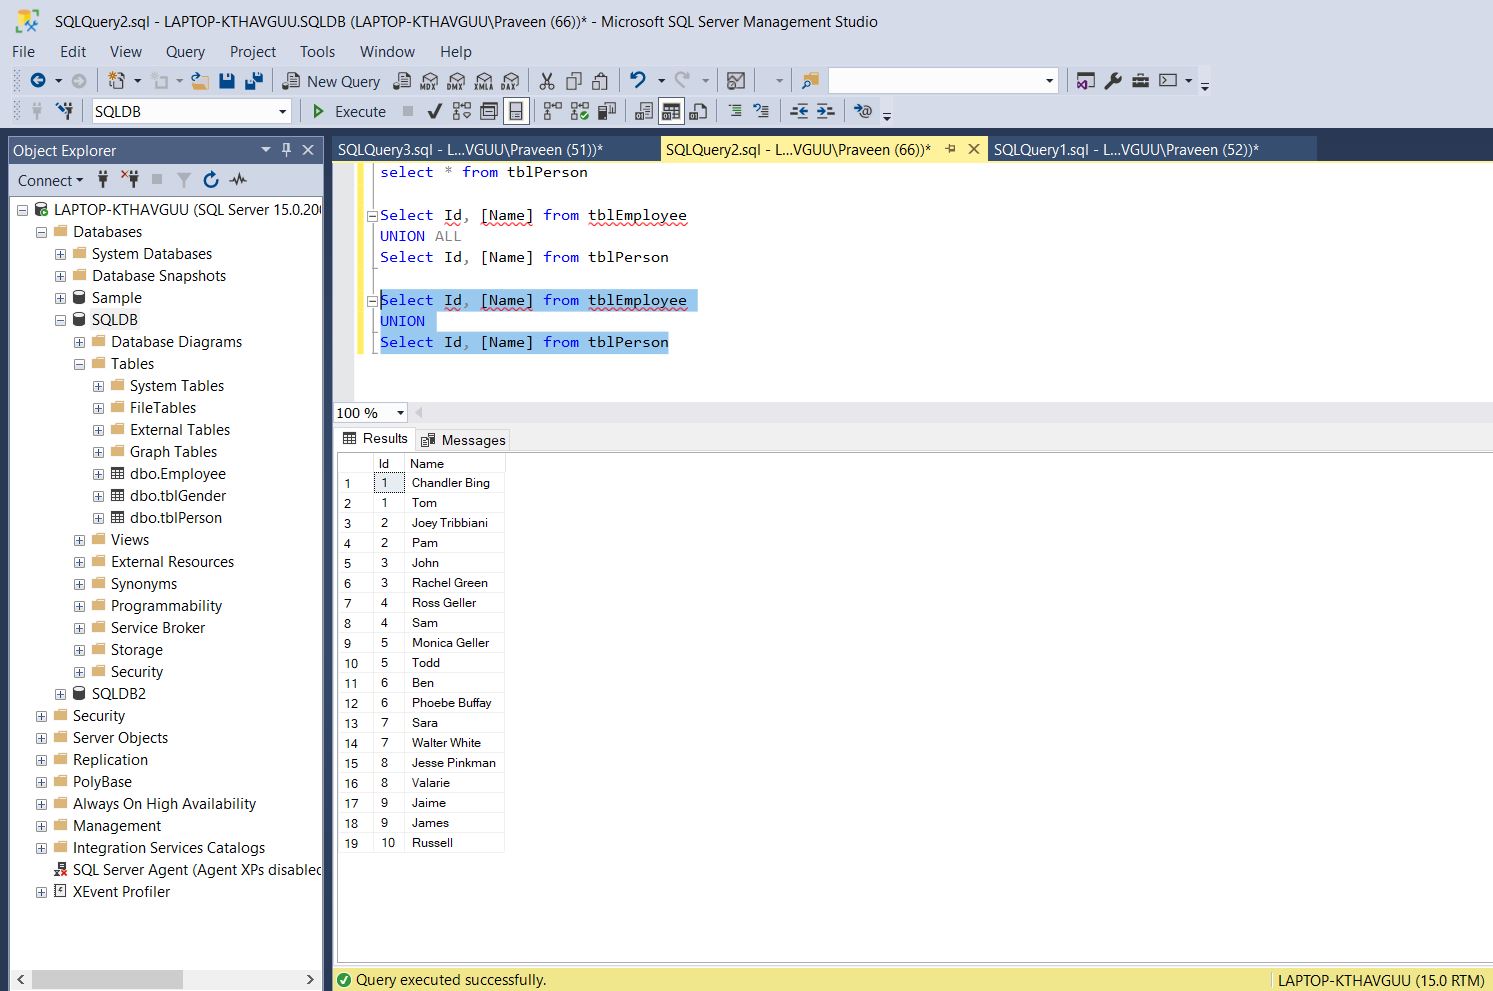 SQLQuery2.sql - LAPTOP-KTHAVGUU.SQLDB (LAPTOP-KTHAVGUU\Praveen (66))* - Microsoft SQL Server Management Studio
File Edit View Query Project Tools Window Help
New Query MDX DMX XMLA DAX
SQLDB Execute
Object Explorer
Connect
LAPTOP-KTHAVGUU (SQL Server 15.0.200
Databases
System Databases
Database Snapshots
Sample
SQLDB
Database Diagrams
Tables
System Tables
FileTables
External Tables
Graph Tables
dbo.Employee
dbo.tblGender
dbo.tblPerson
Views
External Resources
Synonyms
Programmability
Service Broker
Storage
Security
SQLDB2
Security
Server Objects
Replication
PolyBase
Always On High Availability
Management
Integration Services Catalogs
SQL Server Agent (Agent XPs disabled
XEvent Profiler
SQLQuery3.sql - L...VGUU\Praveen (51))* SQLQuery2.sql - L...VGUU\Praveen (66))* SQLQuery1.sql - L...VGUU\Praveen (52))*
select * from tblPerson
Select Id, [Name] from tblEmployee
UNION ALL
Select Id, [Name] from tblPerson
Select Id, [Name] from tblEmployee
UNION
Select Id, [Name] from tblPerson
100 %
Results Messages
Id Name
1 1 Chandler Bing
2 1 Tom
3 2 Joey Tribbiani
4 2 Pam
5 3 John
6 3 Rachel Green
7 4 Ross Geller
8 4 Sam
9 5 Monica Geller
10 5 Todd
11 6 Ben
12 6 Phoebe Buffay
13 7 Sara
14 7 Walter White
15 8 Jesse Pinkman
16 8 Valarie
17 9 Jaime
18 9 James
19 10 Russell
Query executed successfully. LAPTOP-KTHAVGUU (15.0 RTM)